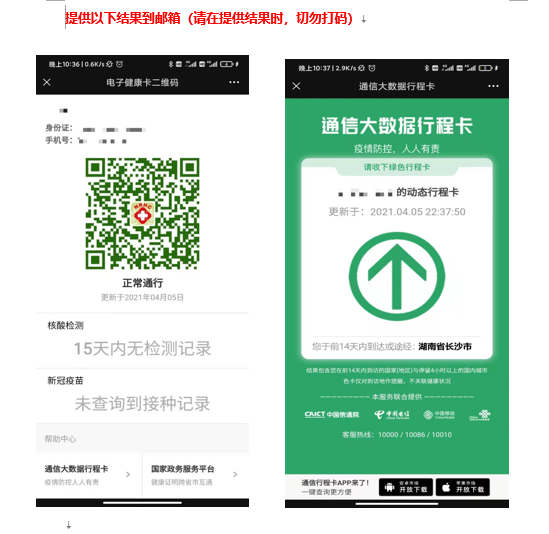 提供以下结果到邮箱（请在提供结果时，切勿打码）
晚上10:36 | 0.6K/s
电子健康卡二维码
身份证:
手机号:
正常通行
更新于2021年04月05日
核酸检测
15天内无检测记录
新冠疫苗
未查询到接种记录
帮助中心
通信大数据行程卡
疫情防控人人有责
国家政务服务平台
健康证明跨省市互通
晚上10:37 | 2.9K/s
通信大数据行程卡
通信大数据行程卡
疫情防控，人人有责
请收下绿色行程卡
的动态行程卡
更新于：2021.04.05 22:37:50
您于前14天内到达或途经：湖南省长沙市
结果包含您在前14天内到访的国家(地区)与停留4小时以上的国内城市
色卡仅对到访地作提醒，不关联健康状况
本服务联合提供
CAICT 中国信通院
中国电信
中国移动
China Mobile
China unicom
客服热线：10000 / 10086 / 10010
通信行程卡APP来了！
一键查询更方便
安卓市场
开放下载
苹果市场
开放下载